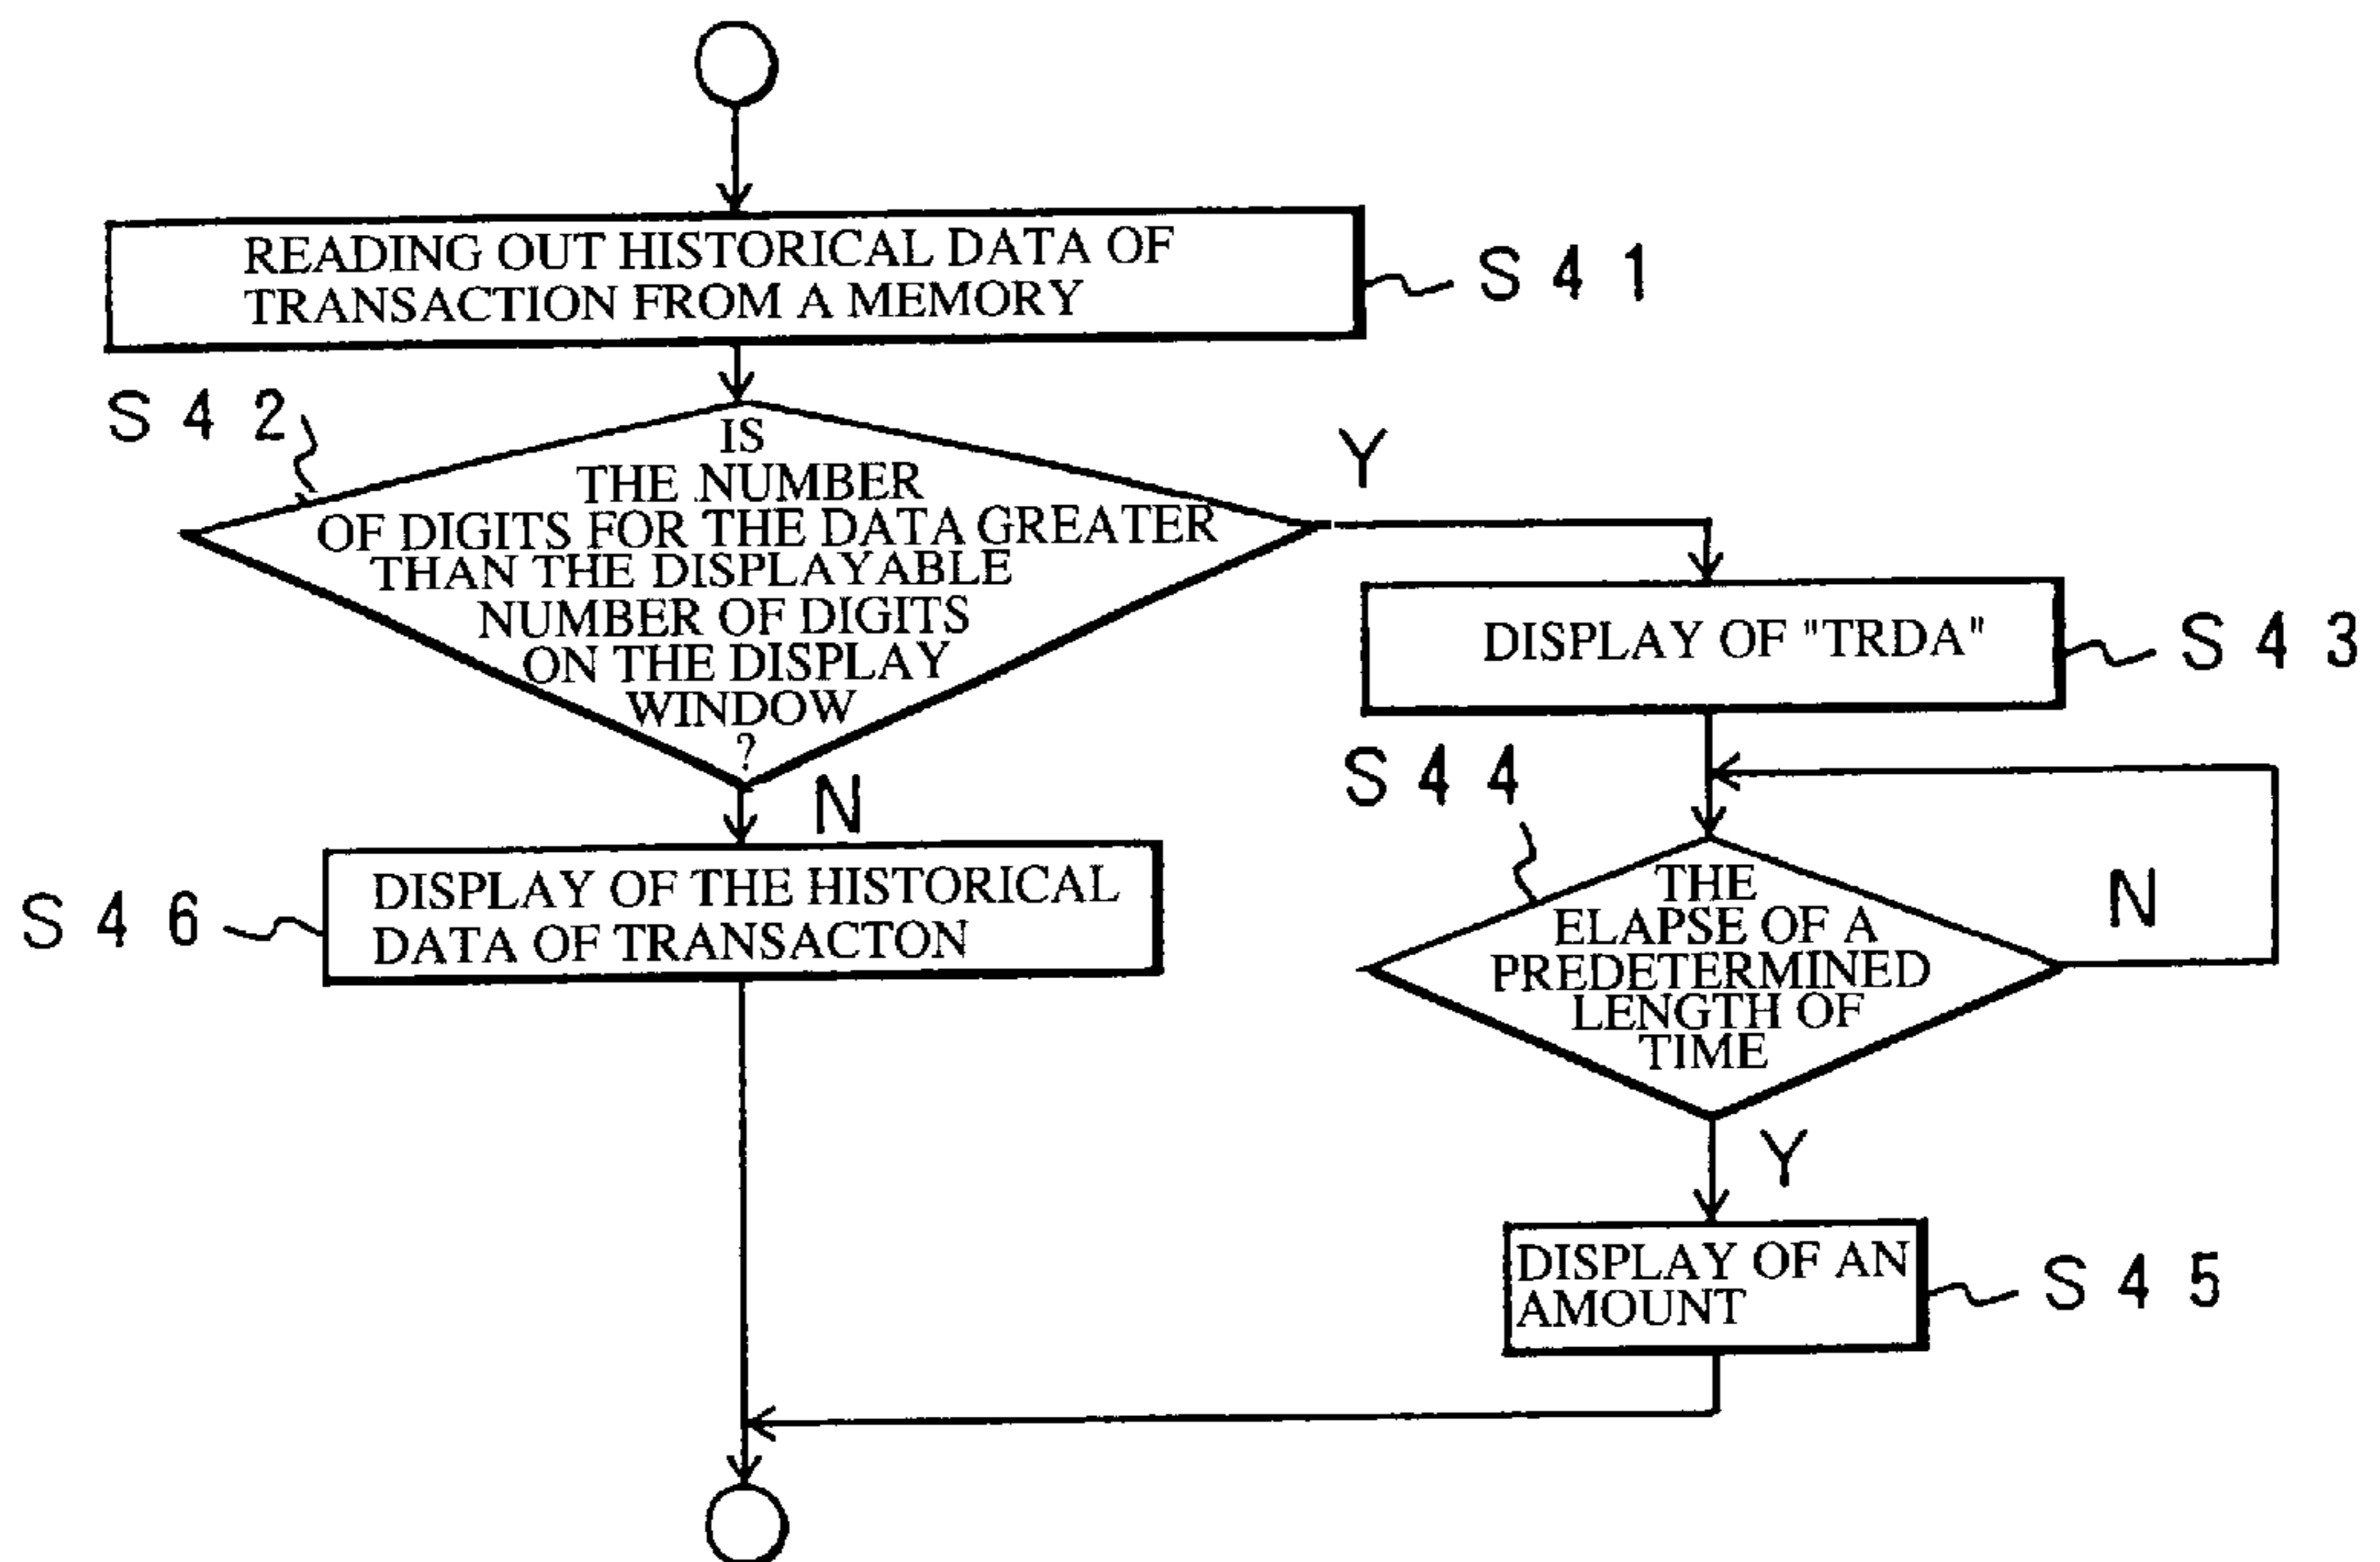 READING OUT HISTORICAL DATA OF
TRANSACTION FROM A MEMORY
S 4 1
S 4 2
IS
THE NUMBER
OF DIGITS FOR THE DATA GREATER
THAN THE DISPLAYABLE
NUMBER OF DIGITS
ON THE DISPLAY
WINDOW
?
Y
N
DISPLAY OF "TRDA"
S 4 3
S 4 4
THE
ELAPSE OF A
PREDETERMINED
LENGTH OF
TIME
N
Y
S 4 6
DISPLAY OF THE HISTORICAL
DATA OF TRANSACTON
DISPLAY OF AN
AMOUNT
S 4 5